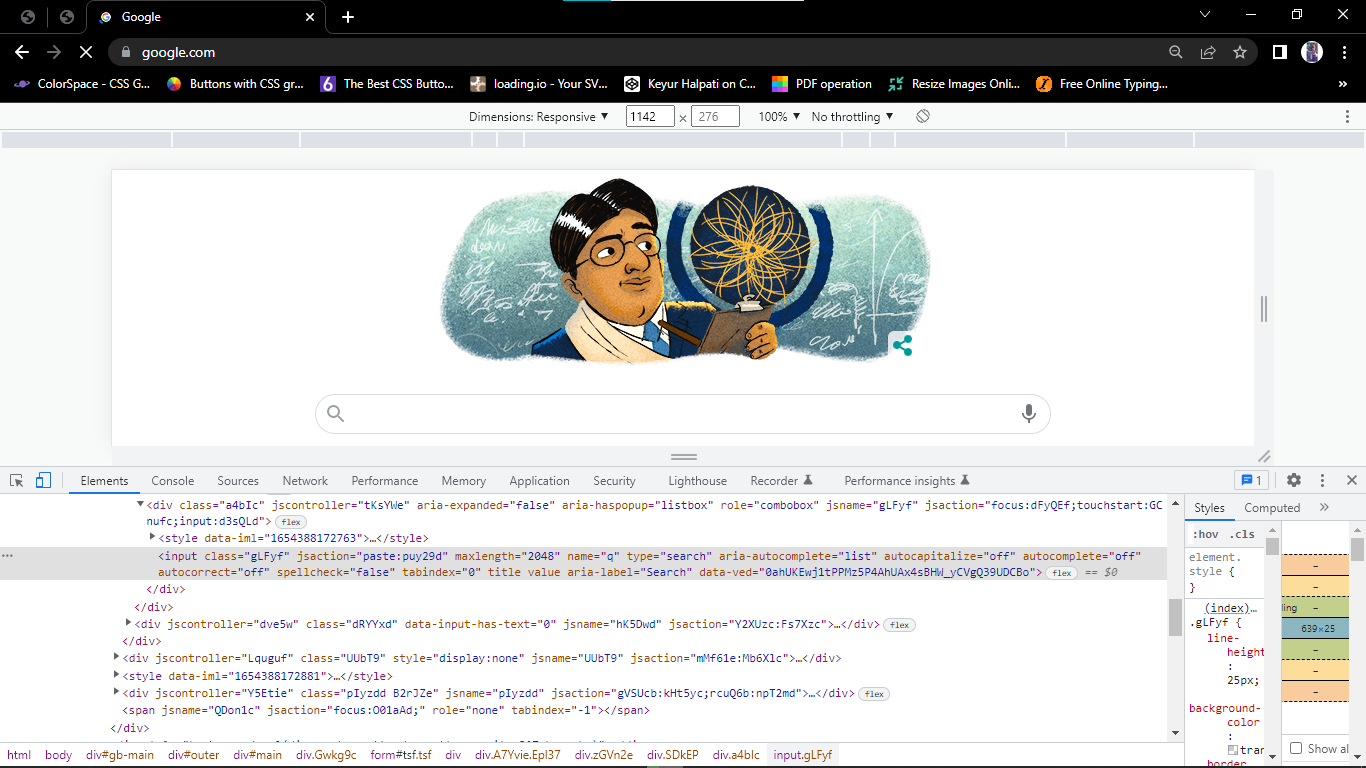 Google
google.com
ColorSpace - CSS G...
Buttons with CSS gr...
The Best CSS Butto...
loading.io - Your SV...
Keyur Halpati on C...
PDF operation
Resize Images Onli...
Free Online Typing...
»
Dimensions: Responsive ▼ 1142 × 276 100% ▼ No throttling ▼
Elements Console Sources Network Performance Memory Application Security Lighthouse Recorder Performance insights 1
<div class="a4bIc" jscontroller="tKsYWe" aria-expanded="false" aria-haspopup="listbox" role="combobox" jsname="gLFyf" jsaction="focus:dFyQEf;touchstart:GC
nufc;input:d3sQLd"> flex
<style data-iml="1654388172763">…</style>
<input class="gLFyf" jsaction="paste:puy29d" maxlength="2048" name="q" type="search" aria-autocomplete="list" autocapitalize="off" autocomplete="off"
autocorrect="off" spellcheck="false" tabindex="0" title value aria-label="Search" data-ved="0ahUKEwj1tPPMz5P4AhUAx4sBHW_yCVgQ39UDCBo"> flex == $0
</div>
</div>
<div jscontroller="dve5w" class="dRYYxd" data-input-has-text="0" jsname="hK5Dwd" jsaction="Y2XUzc:Fs7Xzc">…</div> flex
</div>
<div jscontroller="Lquguf" class="UUbT9" style="display:none" jsname="UUbT9" jsaction="mMf61e:Mb6Xlc">…</div>
<style data-iml="1654388172881">…</style>
<div jscontroller="Y5Etie" class="pIyzdd B2rJZe" jsname="pIyzdd" jsaction="gVSUcb:kHt5yc;rcuQ6b:npT2md">…</div> flex
<span jsname="QDon1c" jsaction="focus:O01aAd;" role="none" tabindex="-1"></span>
</div>
html body div#gb-main div#outer div#main div.Gwkg9c form#tsf.tsf div div.A7Yvie.EpI37 div.zGVn2e div.SDkEP div.a4bIc input.gLFyf
Styles Computed »
:hov .cls
element.
style {
}
(index)…
.gLFyf {
line-
height
:
25px;
background-
color
:
tran
border
ding
639×25
Show al